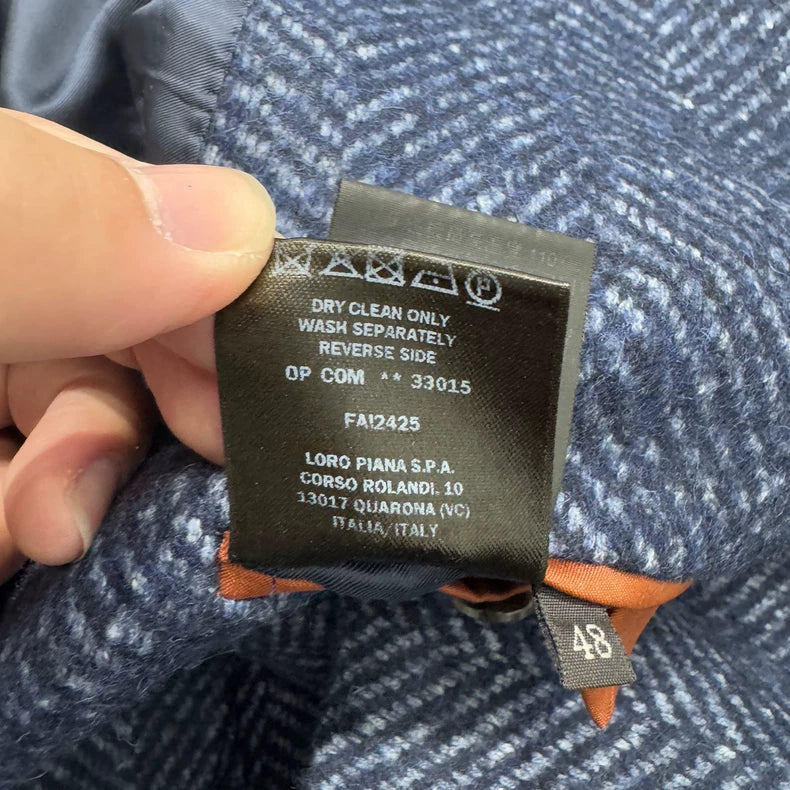 110
DRY CLEAN ONLY
WASH SEPARATELY
REVERSE SIDE
OP COM ** 33015
FAI2425
LORO PIANA S.P.A.
CORSO ROLANDI, 10
13017 QUARONA (VC)
ITALIA/ITALY
48